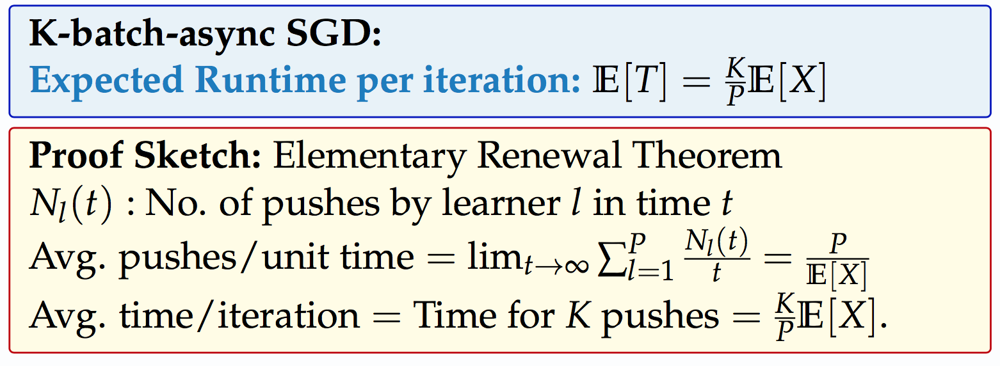 K-batch-async SGD:
Expected Runtime per iteration: $\mathbb{E}[T] = \frac{K}{P}\mathbb{E}[X]$
Proof Sketch: Elementary Renewal Theorem
$N_l(t)$ : No. of pushes by learner $l$ in time $t$
Avg. pushes/unit time = $\lim_{t\to\infty} \sum_{l=1}^{P} \frac{N_l(t)}{t} = \frac{P}{\mathbb{E}[X]}$
Avg. time/iteration = Time for $K$ pushes = $\frac{K}{P}\mathbb{E}[X]$.